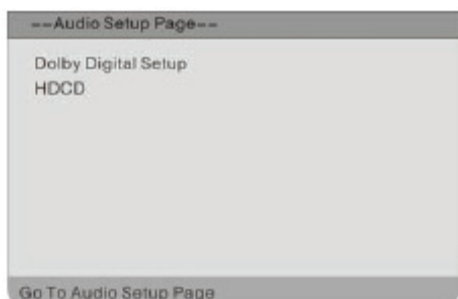 --Audio Setup Page--
Dolby Digital Setup
HDCD
Go To Audio Setup Page